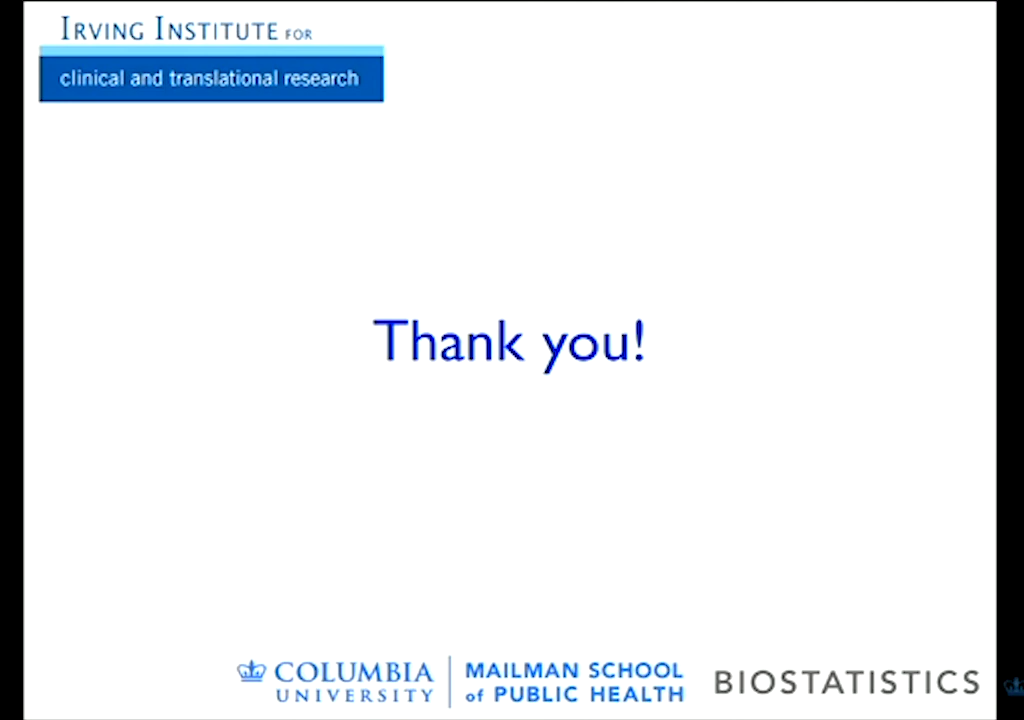 IRVING INSTITUTE FOR
clinical and translational research
Thank you!
COLUMBIA UNIVERSITY
MAILMAN SCHOOL of PUBLIC HEALTH
BIOSTATISTICS